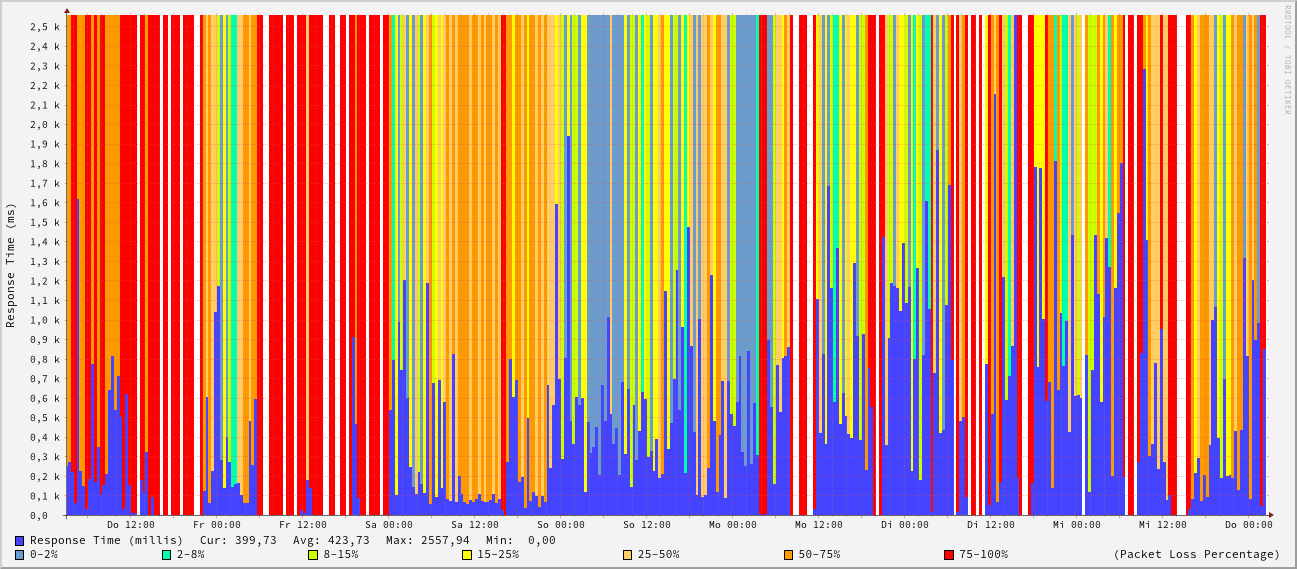 RRDTOOL / TOBI OETIKER
Response Time (ms)
2,5 k
2,4 k
2,3 k
2,2 k
2,1 k
2,0 k
1,9 k
1,8 k
1,7 k
1,6 k
1,5 k
1,4 k
1,3 k
1,2 k
1,1 k
1,0 k
0,9 k
0,8 k
0,7 k
0,6 k
0,5 k
0,4 k
0,3 k
0,2 k
0,1 k
0,0
Do 12:00 Fr 00:00 Fr 12:00 Sa 00:00 Sa 12:00 So 00:00 So 12:00 Mo 00:00 Mo 12:00 Di 00:00 Di 12:00 Mi 00:00 Mi 12:00 Do 00:00
Response Time (millis) Cur: 399,73 Avg: 423,73 Max: 2557,94 Min: 0,00
0-2% 2-8% 8-15% 15-25% 25-50% 50-75% 75-100% (Packet Loss Percentage)